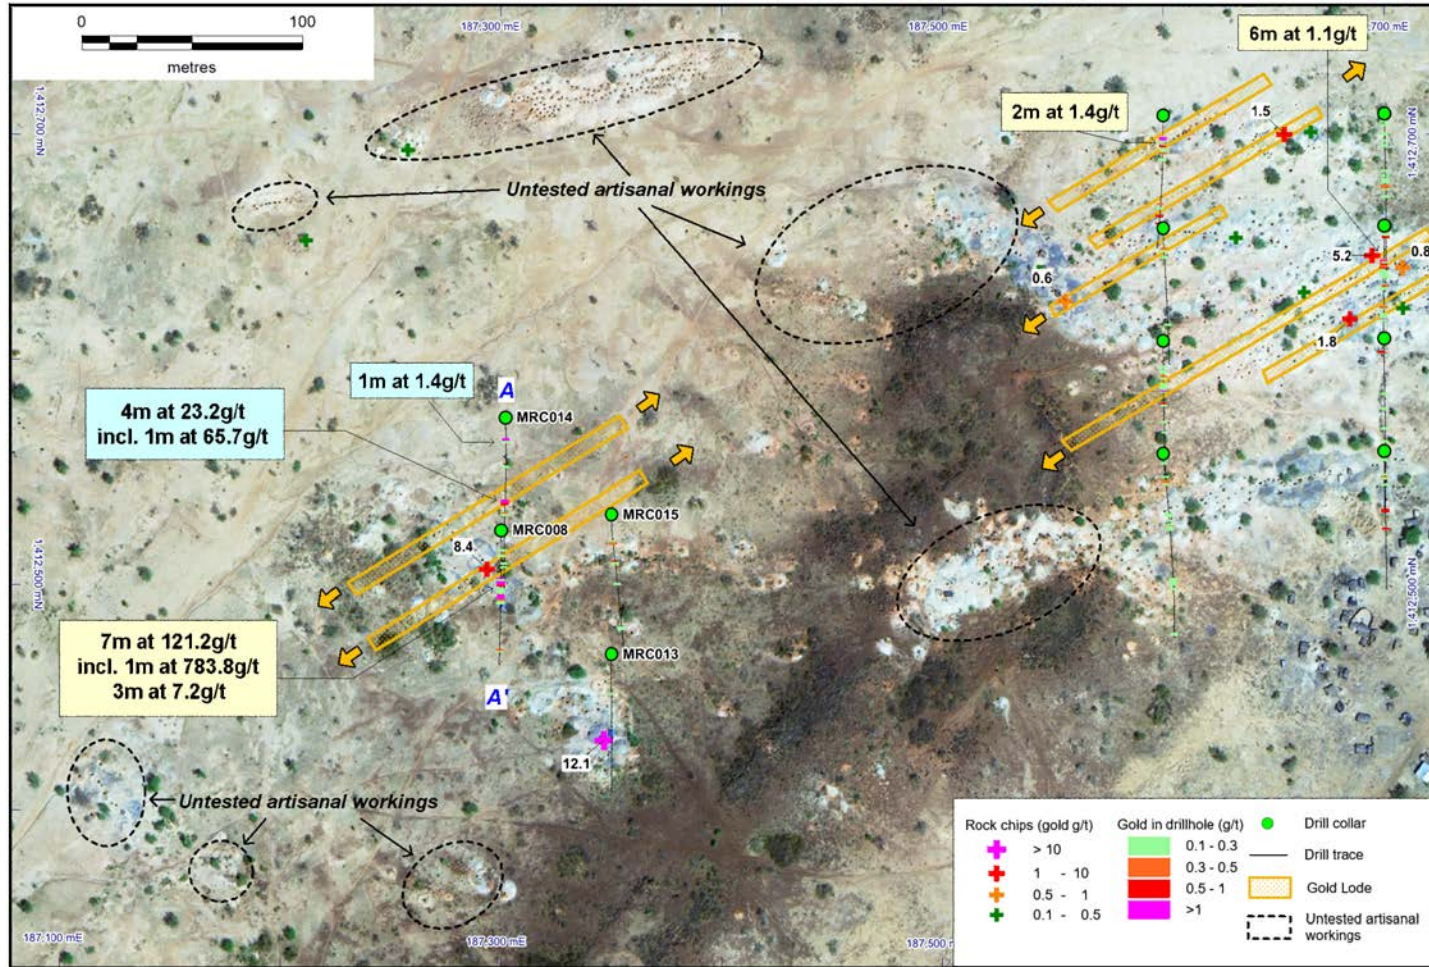 0 100
metres
187,300 mE
187,500 mE
,700 mE
1,412,700 mN
1,412,700 mN
6m at 1.1g/t
2m at 1.4g/t
1.5
Untested artisanal workings
5.2
0.8
0.6
1.8
1m at 1.4g/t
A
MRC014
4m at 23.2g/t
incl. 1m at 65.7g/t
MRC008
MRC015
8.4
1,412,500 mN
1,412,500 mN
7m at 121.2g/t
incl. 1m at 783.8g/t
3m at 7.2g/t
MRC013
A'
12.1
Untested artisanal workings
Rock chips (gold g/t)
> 10
1 - 10
0.5 - 1
0.1 - 0.5
Gold in drillhole (g/t)
0.1 - 0.3
0.3 - 0.5
0.5 - 1
>1
Drill collar
Drill trace
Gold Lode
Untested artisanal
workings
187,100 mE
187,300 mE
187,500 m